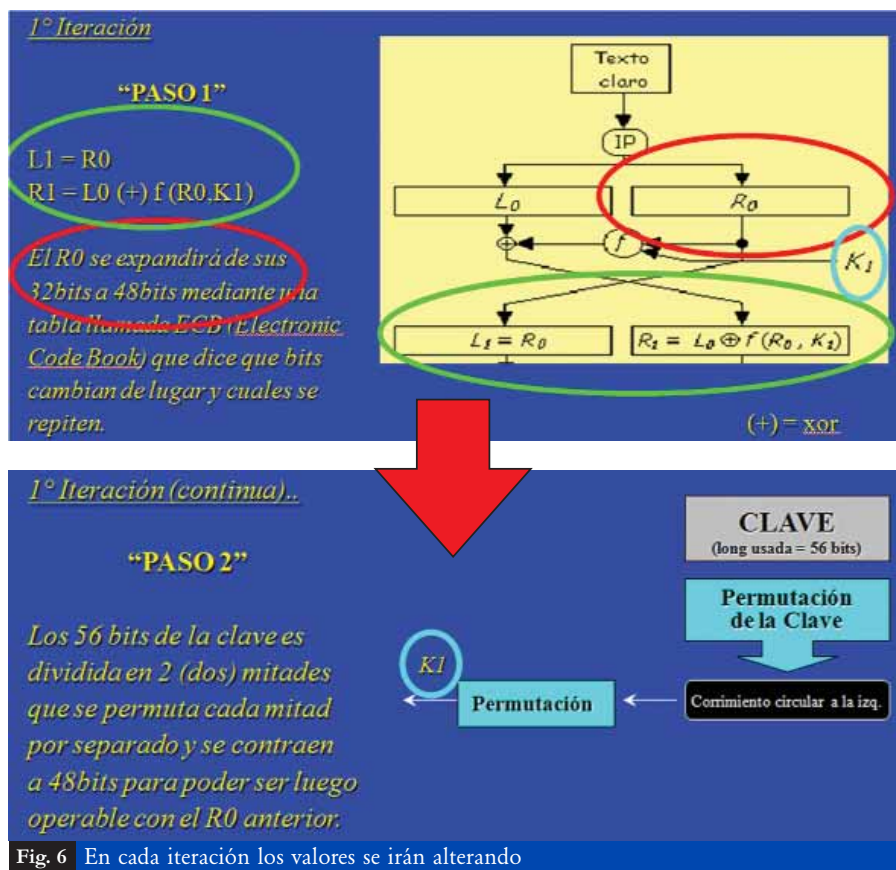 1° Iteración
“PASO 1”
L1 = R0
R1 = L0 (+) f (R0,K1)
El R0 se expandirá de sus
32bits a 48bits mediante una
tabla llamada ECB (Electronic
Code Book) que dice que bits
cambian de lugar y cuales se
repiten.
Texto
claro
IP
L0
R0
f
K1
L1 = R0
R1 = L0 ⊕ f (R0, K1)
(+) = xor
1° Iteración (continua)..
“PASO 2”
Los 56 bits de la clave es
dividida en 2 (dos) mitades
que se permuta cada mitad
por separado y se contraen
a 48bits para poder ser luego
operable con el R0 anterior.
CLAVE
(long usada = 56 bits)
Permutación
de la Clave
Corrimiento circular a la izq.
Permutación
K1
Fig. 6 En cada iteración los valores se irán alterando